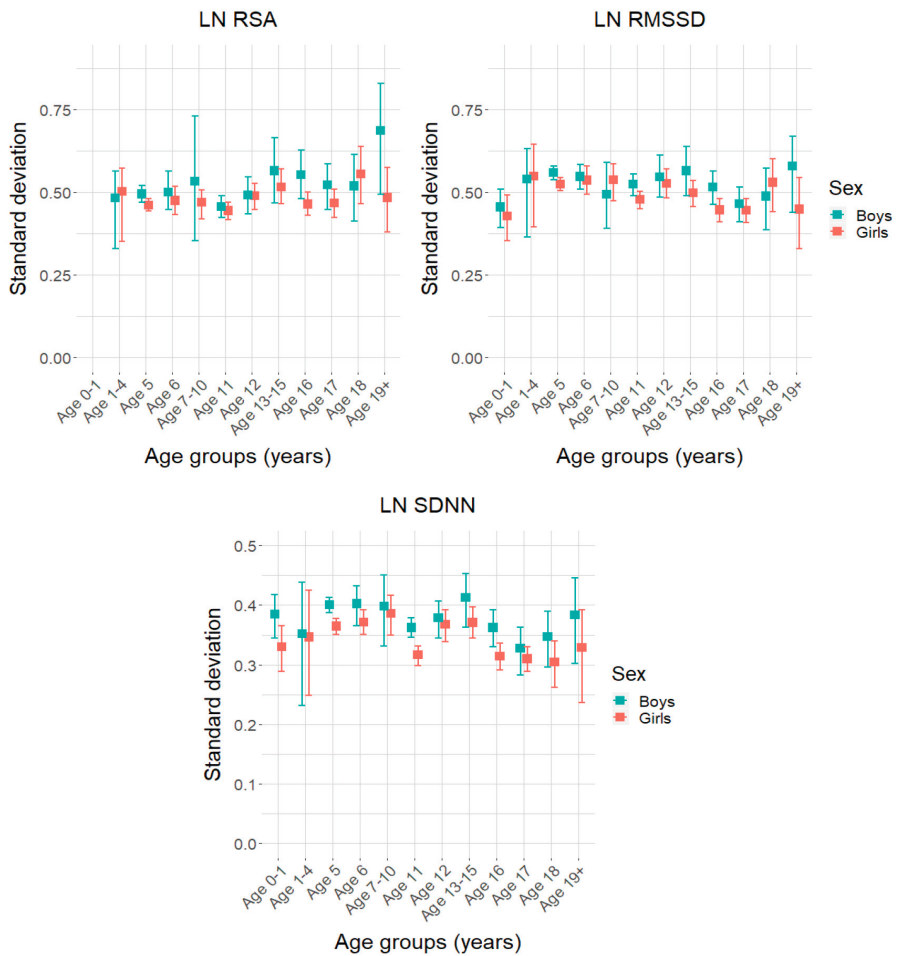 LN RSA
Standard deviation
0.75
0.50
0.25
0.00
Age 0-1
Age 1-4
Age 5
Age 6
Age 7-10
Age 11
Age 12
Age 13-15
Age 16
Age 17
Age 18
Age 19+
Age groups (years)
LN RMSSD
Standard deviation
0.75
0.50
0.25
0.00
Age 0-1
Age 1-4
Age 5
Age 6
Age 7-10
Age 11
Age 12
Age 13-15
Age 16
Age 17
Age 18
Age 19+
Age groups (years)
Sex
Boys
Girls
LN SDNN
Standard deviation
0.5
0.4
0.3
0.2
0.1
0.0
Age 0-1
Age 1-4
Age 5
Age 6
Age 7-10
Age 11
Age 12
Age 13-15
Age 16
Age 17
Age 18
Age 19+
Age groups (years)
Sex
Boys
Girls